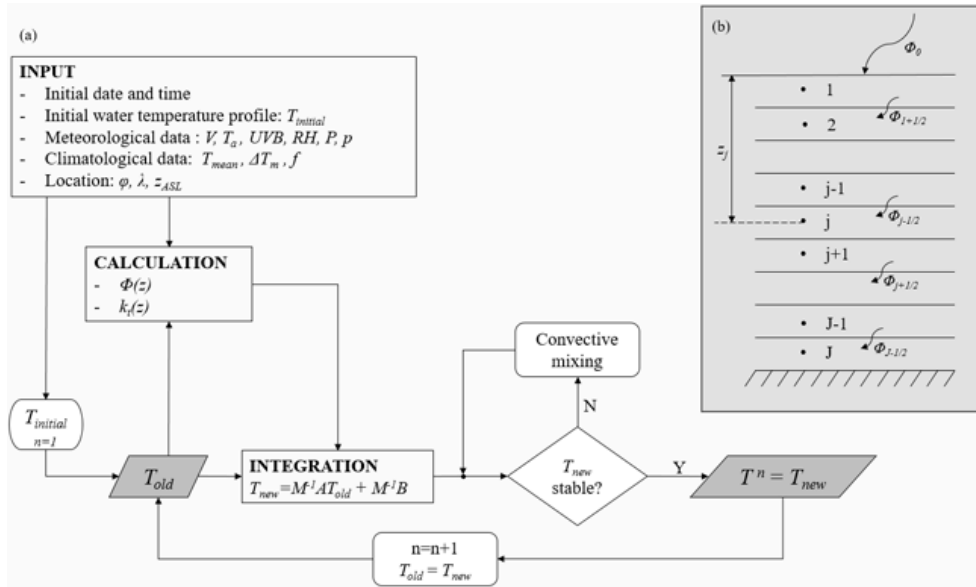 (a)
INPUT
- Initial date and time
- Initial water temperature profile: T_initial
- Meteorological data : V, T_a, UVB, RH, P, p
- Climatological data: T_mean, ΔT_m, f
- Location: φ, λ, z_ASL
CALCULATION
- Φ(z)
- k_t(z)
T_initial
n=1
T_old
INTEGRATION
T_new=M⁻¹AT_old + M⁻¹B
Convective
mixing
N
T_new
stable?
Y
T^n = T_new
n=n+1
T_old = T_new
(b)
Φ_0
1
Φ_1+1/2
2
z_j
j-1
Φ_j-1/2
j
j+1
Φ_j+1/2
J-1
Φ_J-1/2
J